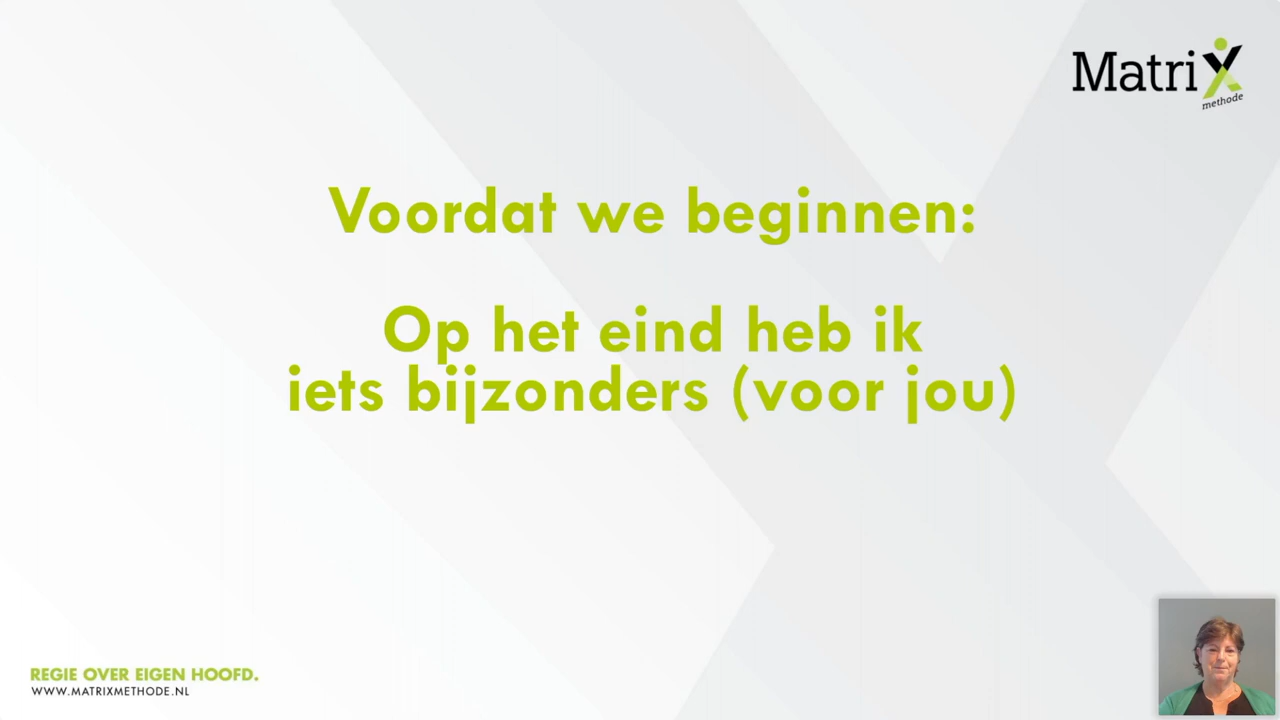 MatriX
methode
Voordat we beginnen:
Op het eind heb ik
iets bijzonders (voor jou)
REGIE OVER EIGEN HOOFD.
WWW.MATRIXMETHODE.NL